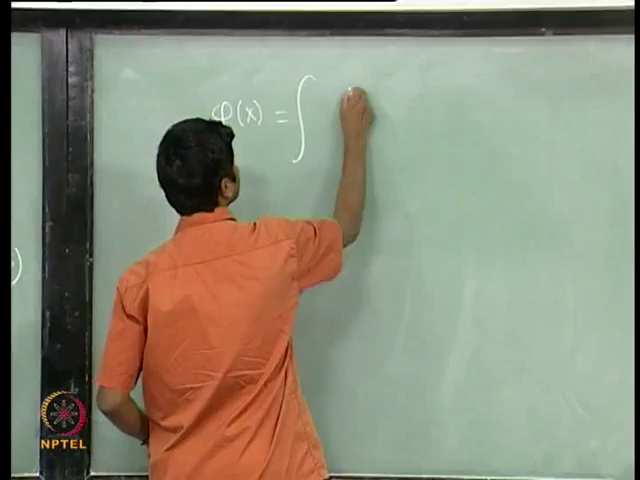 φ(x) = ∫
)
NPTEL